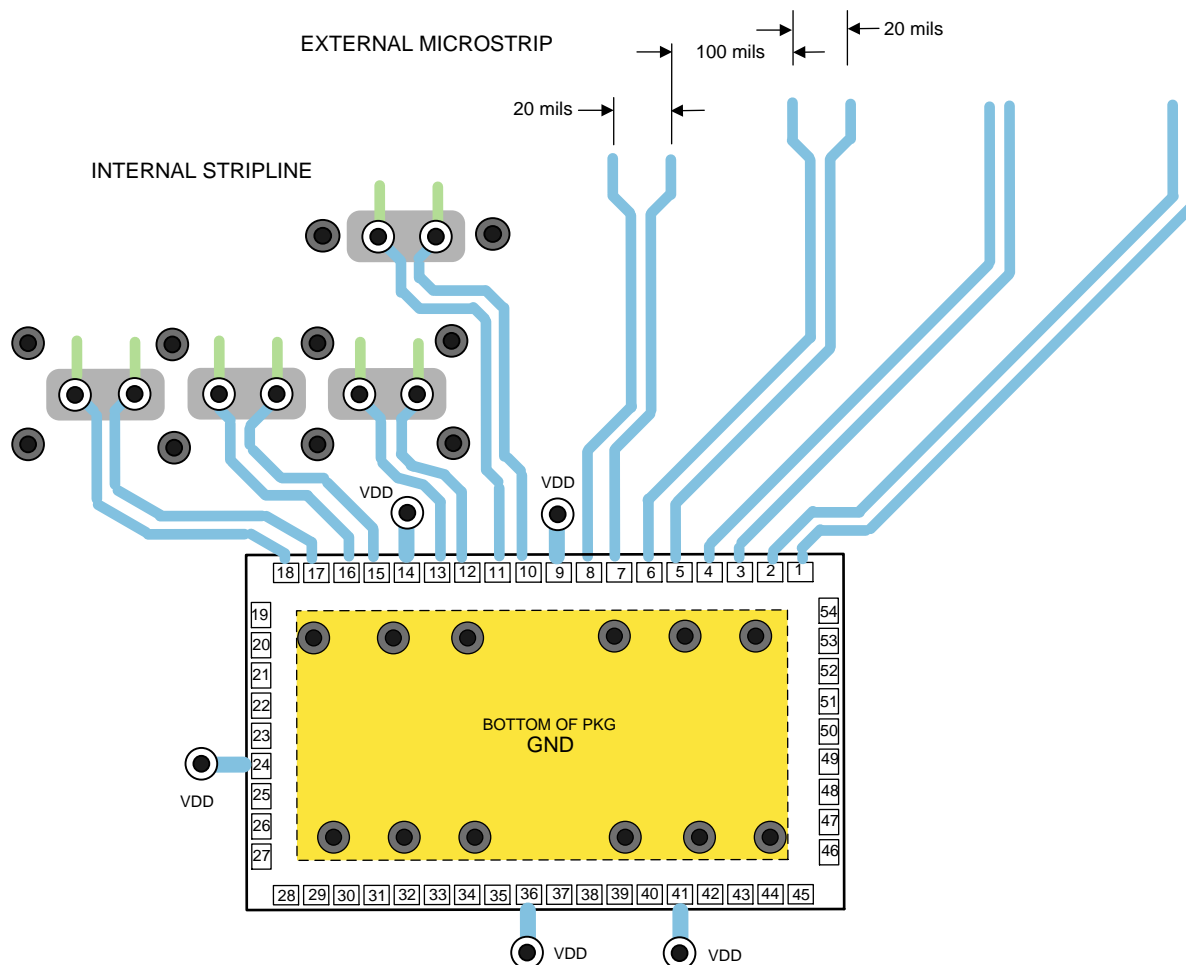 EXTERNAL MICROSTRIP
20 mils
100 mils
20 mils
INTERNAL STRIPLINE
VDD
VDD
18 17 16 15 14 13 12 11 10 9 8 7 6 5 4 3 2 1
19
20
21
22
23
24
25
26
27
54
53
52
51
50
49
48
47
46
BOTTOM OF PKG
GND
VDD
28 29 30 31 32 33 34 35 36 37 38 39 40 41 42 43 44 45
VDD
VDD